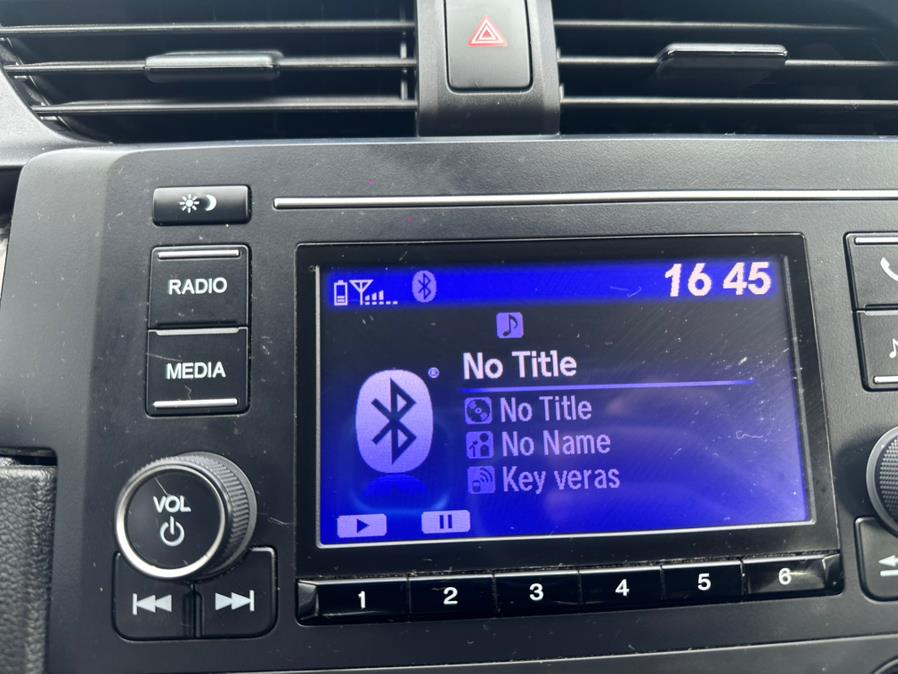 16 45
RADIO
No Title
MEDIA
No Title
No Name
Key veras
VOL
1 2 3 4 5 6